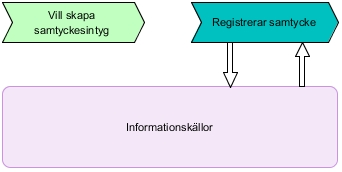 Vill skapa
samtyckesintyg
Registrerar samtycke
Informationskällor